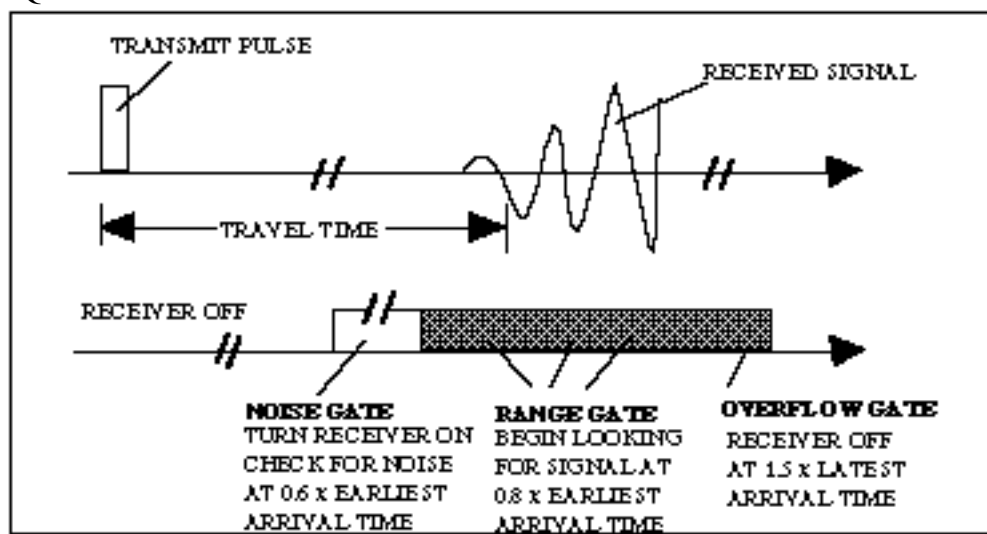 TRANSMIT PULSE
RECEIVED SIGNAL
TRAVEL TIME
RECEIVER OFF
NOISE GATE
TURN RECEIVER ON
CHECK FOR NOISE
AT 0.6 x EARLIEST
ARRIVAL TIME
RANGE GATE
BEGIN LOOKING
FOR SIGNAL AT
0.8 x EARLIEST
ARRIVAL TIME
OVERFLOW GATE
RECEIVER OFF
AT 1.5 x LATEST
ARRIVAL TIME